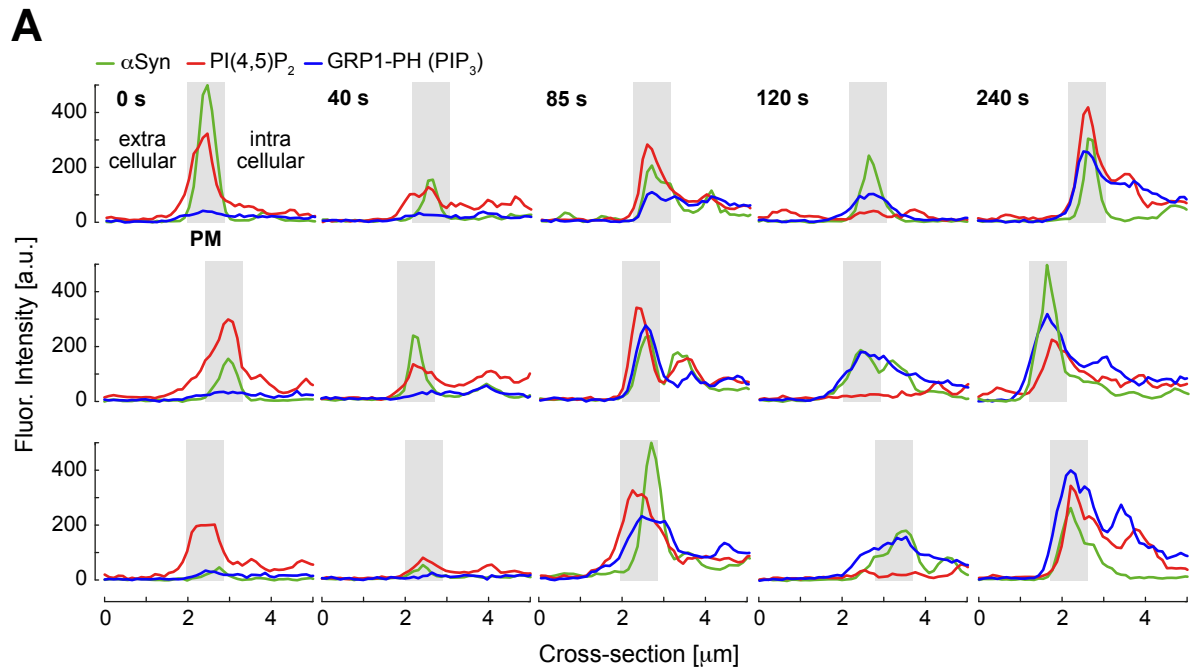 A
αSyn PI(4,5)P₂ GRP1-PH (PIP₃)
0 s 40 s 85 s 120 s 240 s
extra cellular
intra cellular
PM
400
200
0
400
200
0
400
200
0
0 2 4 0 2 4 0 2 4 0 2 4 0 2 4
Fluor. Intensity [a.u.]
Cross-section [μm]